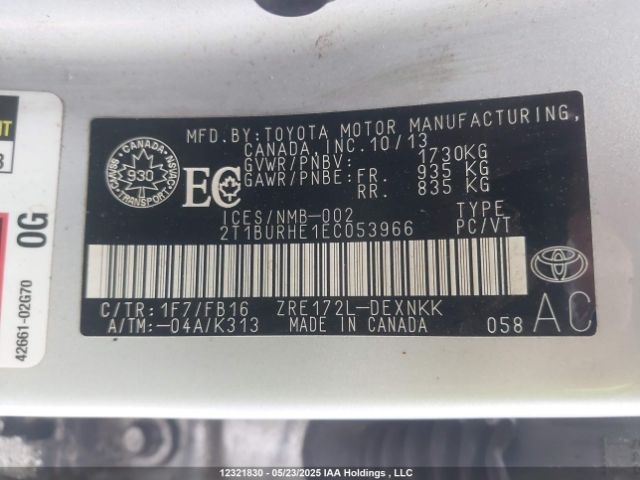 MFD.BY:TOYOTA MOTOR MANUFACTURING,
CANADA, INC. 10/13
GVWR/PNBV: 1730KG
GAWR/PNBE: FR. 935 KG
RR. 835 KG
CANADA
930
TRANSPORT
EC
ICES/NMB-002 TYPE
2T1BURHE1EC053966 PC/VT
C/TR: 1F7/FB16 ZRE172L-DEXNKK
A/TM: -04A/K313 MADE IN CANADA 058 AC
0G
42661-02G70
12321830 - 05/23/2025 IAA Holdings , LLC